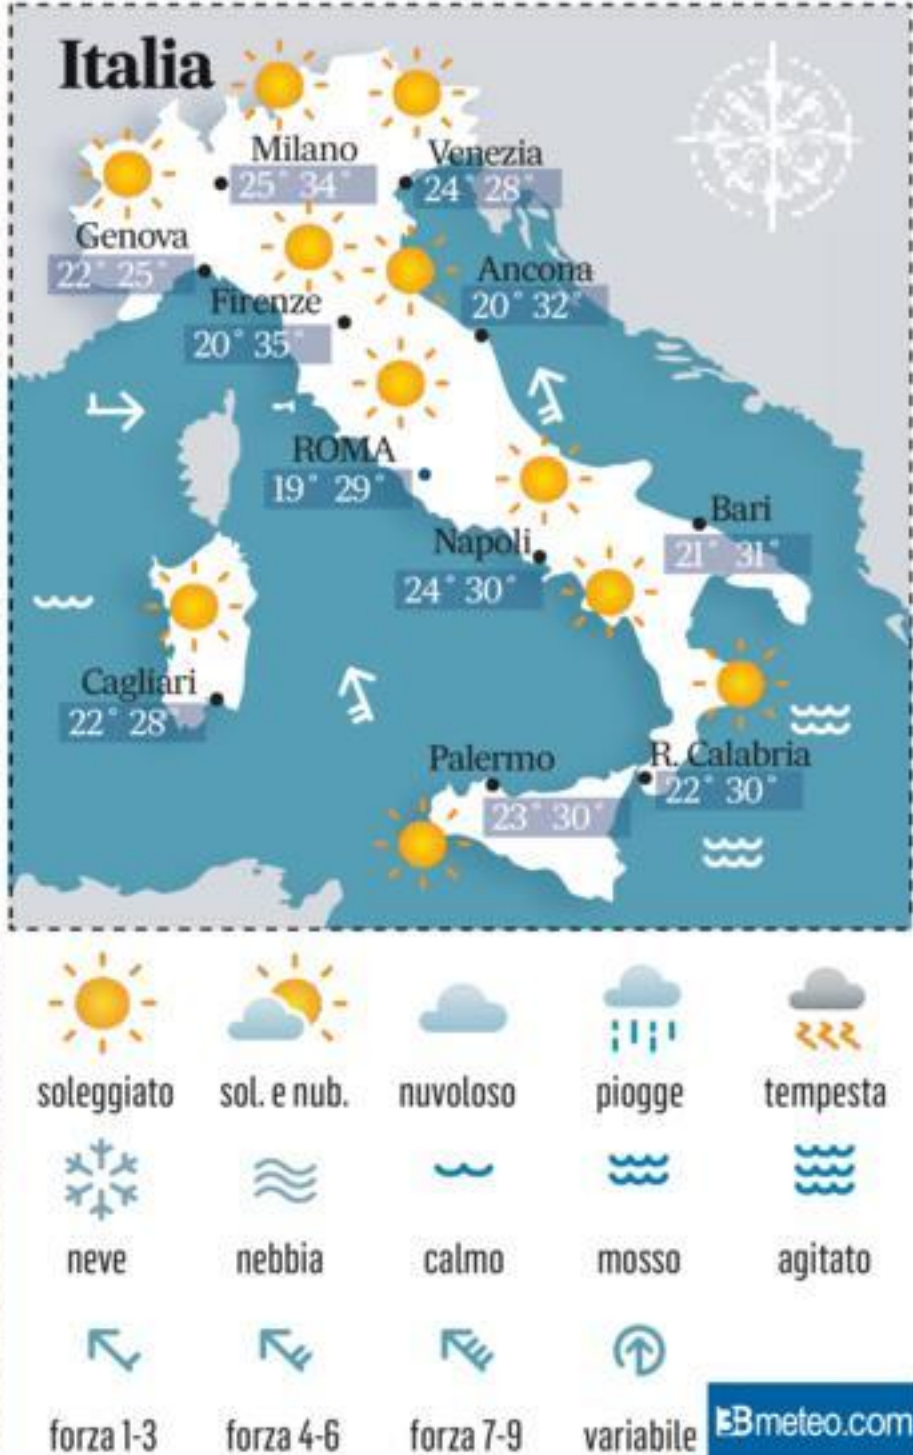 Italia
Milano
25° 34°
Venezia
24° 28°
Genova
22° 25°
Ancona
20° 32°
Firenze
20° 35°
ROMA
19° 29°
Bari
21° 31°
Napoli
24° 30°
Cagliari
22° 28°
Palermo
23° 30°
R. Calabria
22° 30°
soleggiato
sol. e nub.
nuvoloso
piogge
tempesta
neve
nebbia
calmo
mosso
agitato
forza 1-3
forza 4-6
forza 7-9
variabile
3Bmeteo.com